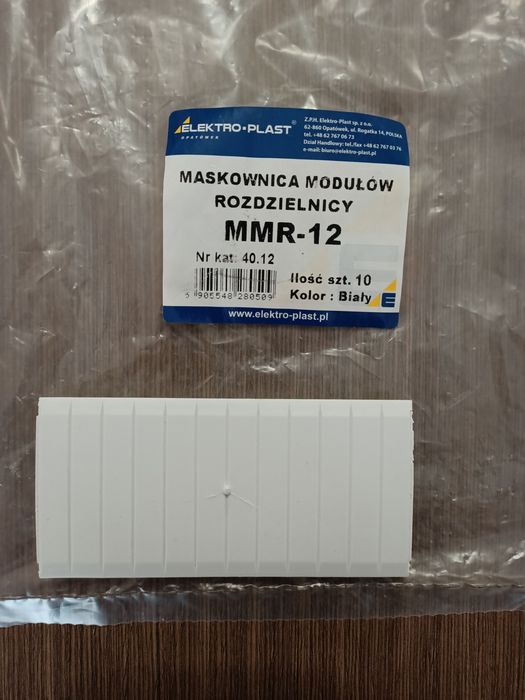 ELEKTRO-PLAST
OPATÓWEK
Z.P.H. Elektro-Plast sp. z o.o.
62-860 Opatówek, ul. Rogatka 14, POLSKA
tel. +48 62 767 06 73
Dział Handlowy: tel./fax +48 62 767 03 76
e-mail: biuro@elektro-plast.pl
MASKOWNICA MODUŁÓW
ROZDZIELNICY
MMR-12
Nr kat: 40.12
5 905548 280509
Ilość szt. 10
Kolor : Biały
E
www.elektro-plast.pl